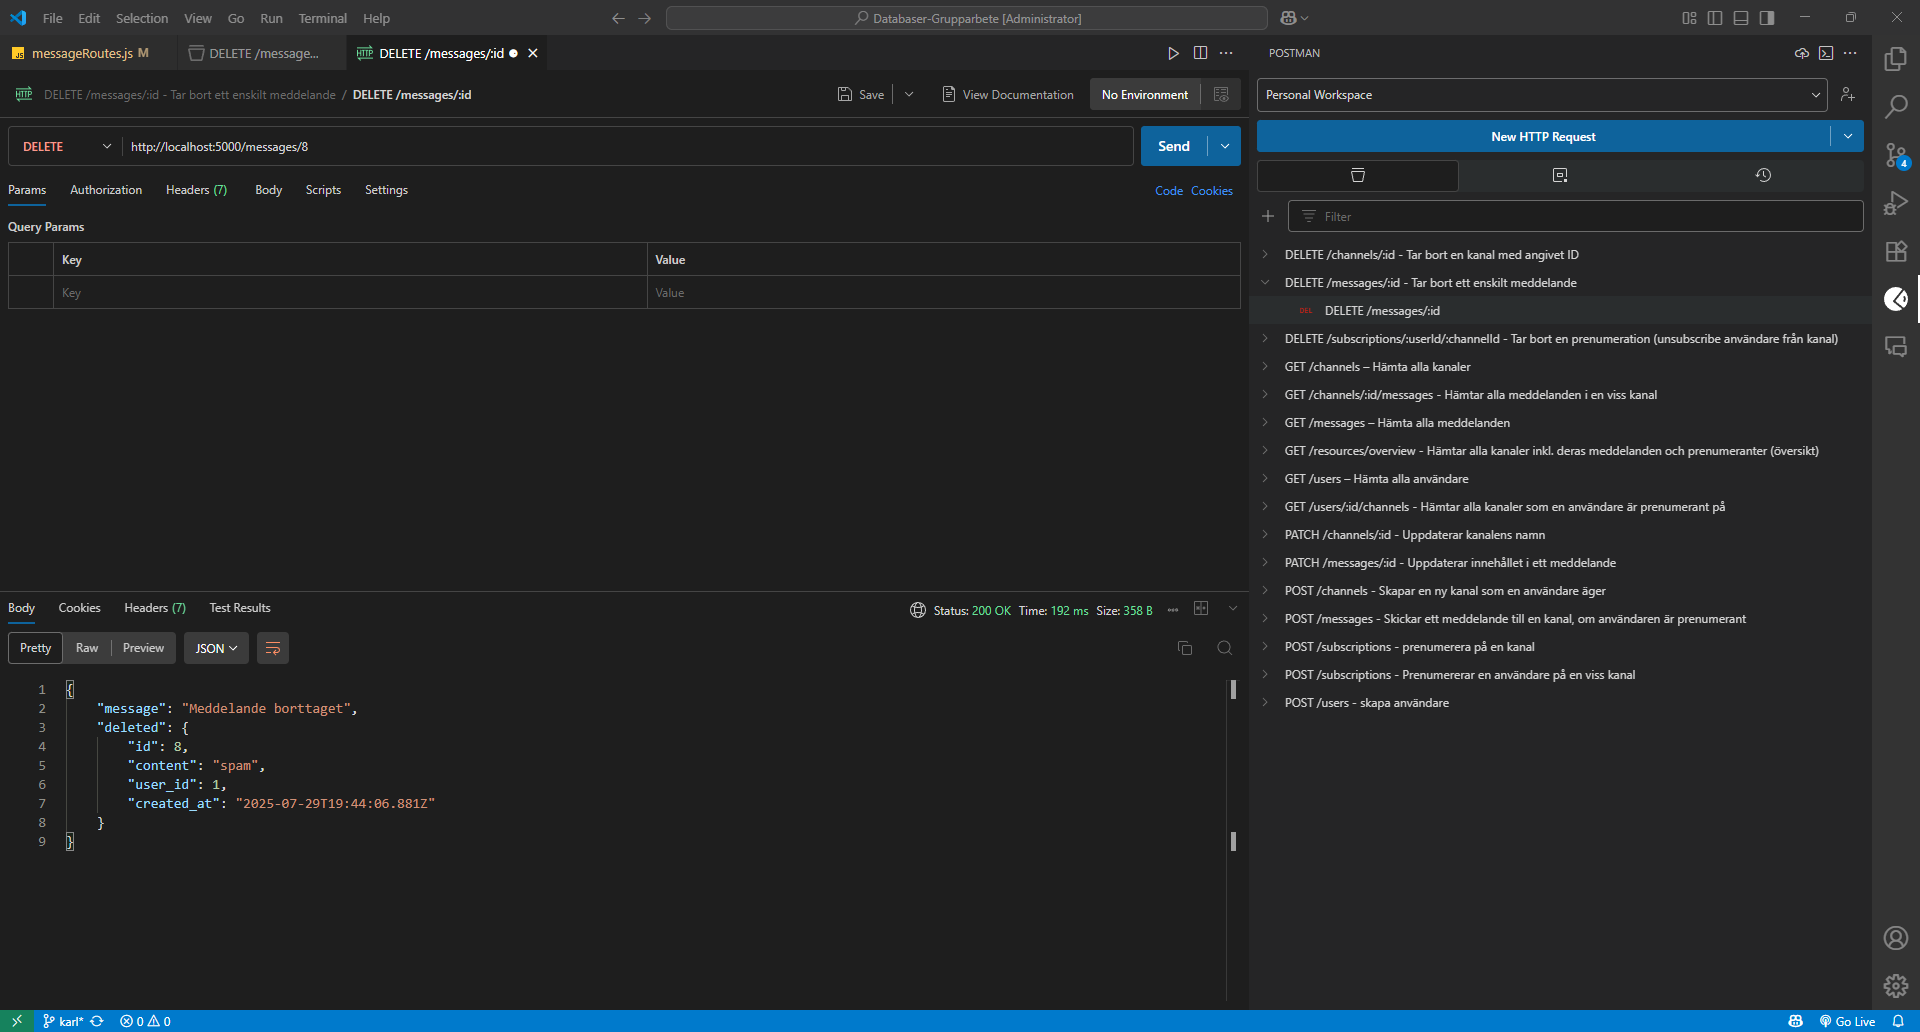 File Edit Selection View Go Run Terminal Help
Databaser-Grupparbete [Administrator]
messageRoutes.js M
DELETE /message...
DELETE /messages/:id
POSTMAN
DELETE /messages/:id - Tar bort ett enskilt meddelande / DELETE /messages/:id
Save
View Documentation
No Environment
Personal Workspace
DELETE
http://localhost:5000/messages/8
Send
New HTTP Request
Params Authorization Headers (7) Body Scripts Settings
Code Cookies
Query Params
Key Value
Key Value
Filter
DELETE /channels/:id - Tar bort en kanal med angivet ID
DELETE /messages/:id - Tar bort ett enskilt meddelande
DEL DELETE /messages/:id
DELETE /subscriptions/:userId/:channelId - Tar bort en prenumeration (unsubscribe användare från kanal)
GET /channels – Hämta alla kanaler
GET /channels/:id/messages - Hämtar alla meddelanden i en viss kanal
GET /messages – Hämta alla meddelanden
GET /resources/overview - Hämtar alla kanaler inkl. deras meddelanden och prenumeranter (översikt)
GET /users – Hämta alla användare
GET /users/:id/channels - Hämtar alla kanaler som en användare är prenumerant på
PATCH /channels/:id - Uppdaterar kanalens namn
PATCH /messages/:id - Uppdaterar innehållet i ett meddelande
POST /channels - Skapar en ny kanal som en användare äger
POST /messages - Skickar ett meddelande till en kanal, om användaren är prenumerant
POST /subscriptions - prenumerera på en kanal
POST /subscriptions - Prenumererar en användare på en viss kanal
POST /users - skapa användare
4
Body Cookies Headers (7) Test Results
Status: 200 OK Time: 192 ms Size: 358 B
Pretty Raw Preview JSON
1 {
2 "message": "Meddelande borttaget",
3 "deleted": {
4 "id": 8,
5 "content": "spam",
6 "user_id": 1,
7 "created_at": "2025-07-29T19:44:06.881Z"
8 }
9 }
karl* 0 0
Go Live